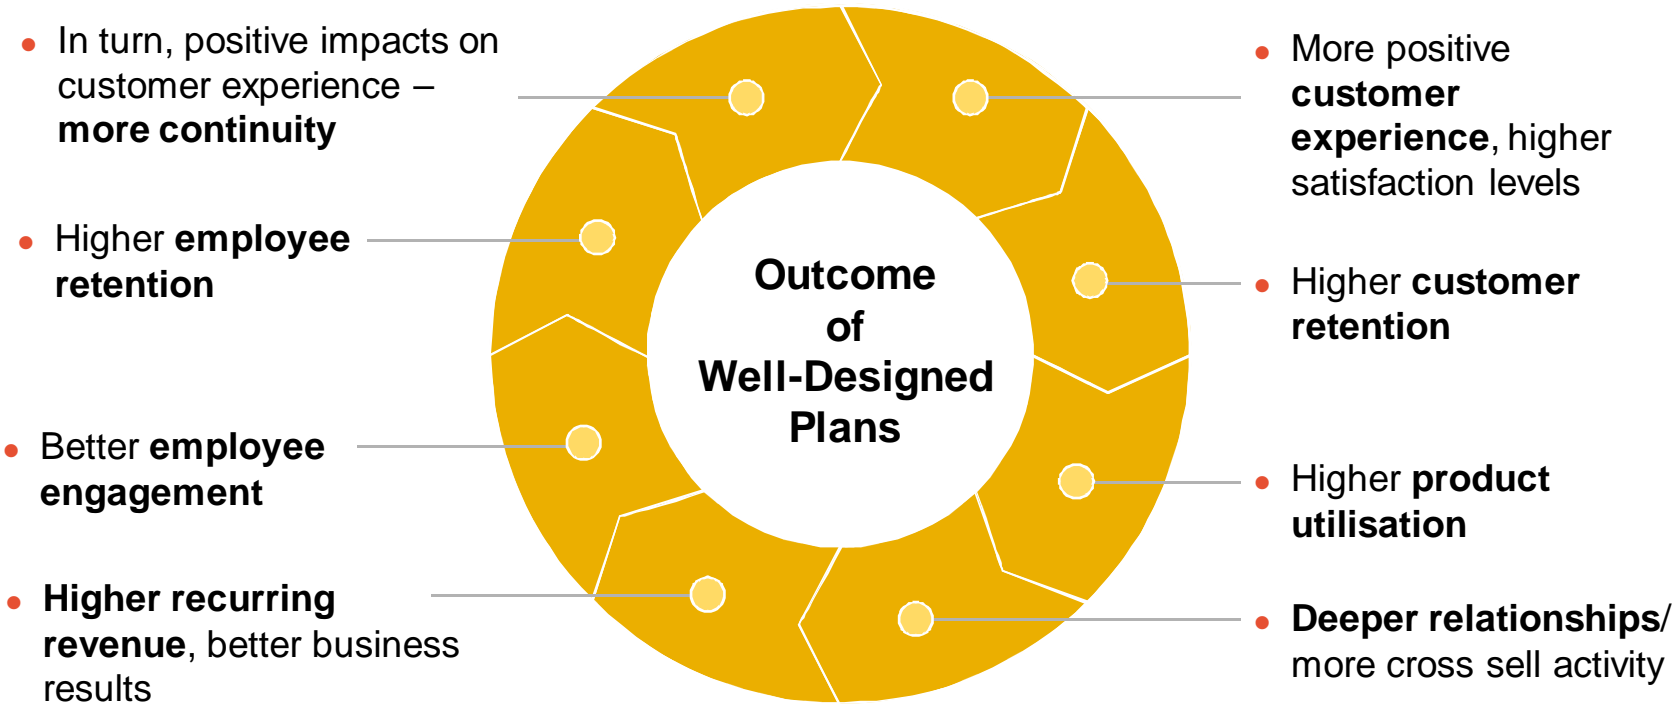 In turn, positive impacts on
customer experience –
more continuity
Higher employee
retention
Better employee
engagement
Higher recurring
revenue, better business
results
Outcome
of
Well-Designed
Plans
More positive
customer
experience, higher
satisfaction levels
Higher customer
retention
Higher product
utilisation
Deeper relationships/
more cross sell activity